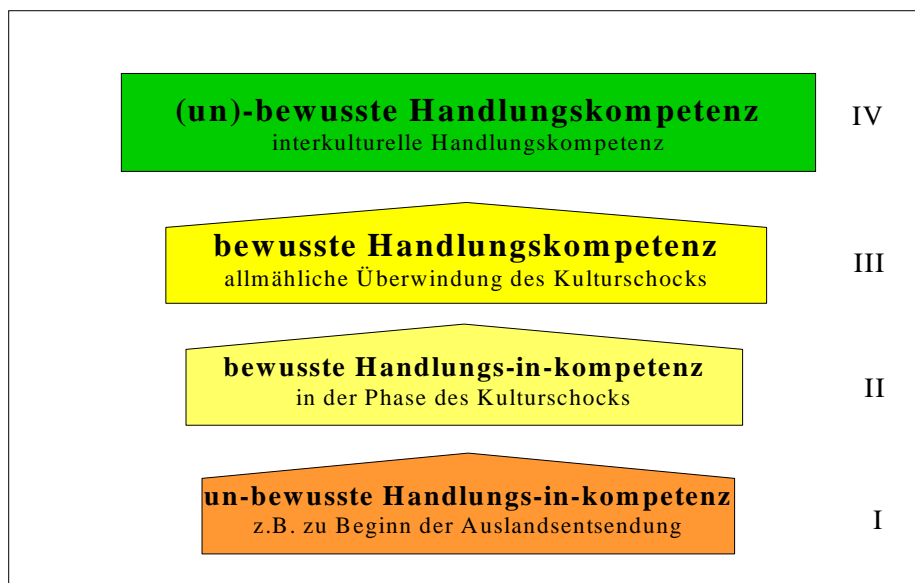 (un)-bewusste Handlungskompetenz
interkulturelle Handlungskompetenz
IV
bewusste Handlungskompetenz
allmähliche Überwindung des Kulturschocks
III
bewusste Handlungs-in-kompetenz
in der Phase des Kulturschocks
II
un-bewusste Handlungs-in-kompetenz
z.B. zu Beginn der Auslandsentsendung
I